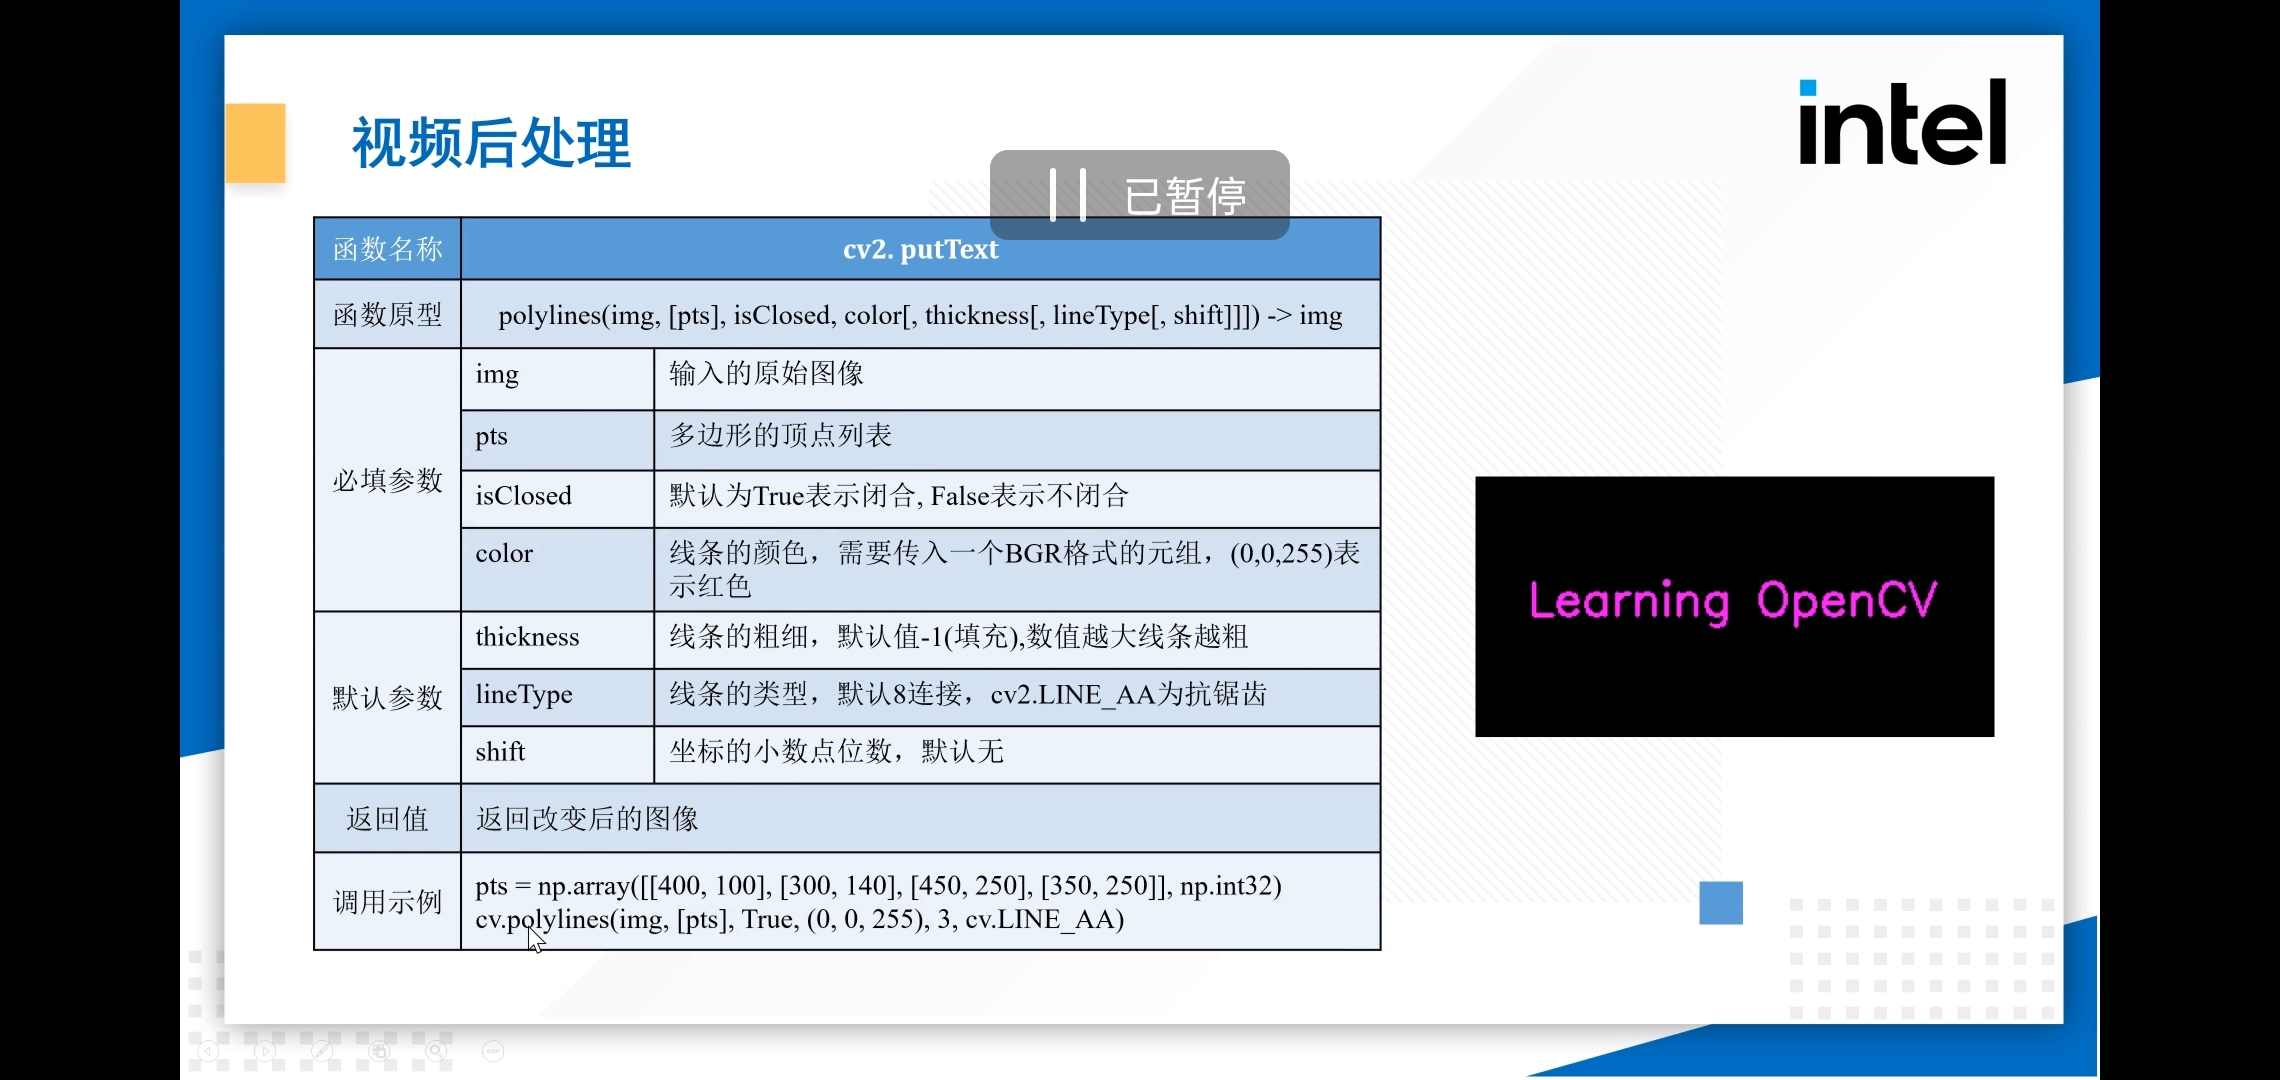 intel
视频后处理
已暂停
函数名称
cv2. putText
函数原型
polylines(img, [pts], isClosed, color[, thickness[, lineType[, shift]]]) -> img
必填参数
img
输入的原始图像
pts
多边形的顶点列表
isClosed
默认为True表示闭合, False表示不闭合
color
线条的颜色，需要传入一个BGR格式的元组，(0,0,255)表
示红色
默认参数
thickness
线条的粗细，默认值-1(填充),数值越大线条越粗
lineType
线条的类型，默认8连接，cv2.LINE_AA为抗锯齿
shift
坐标的小数点位数，默认无
返回值
返回改变后的图像
调用示例
pts = np.array([[400, 100], [300, 140], [450, 250], [350, 250]], np.int32)
cv.polylines(img, [pts], True, (0, 0, 255), 3, cv.LINE_AA)
Learning OpenCV